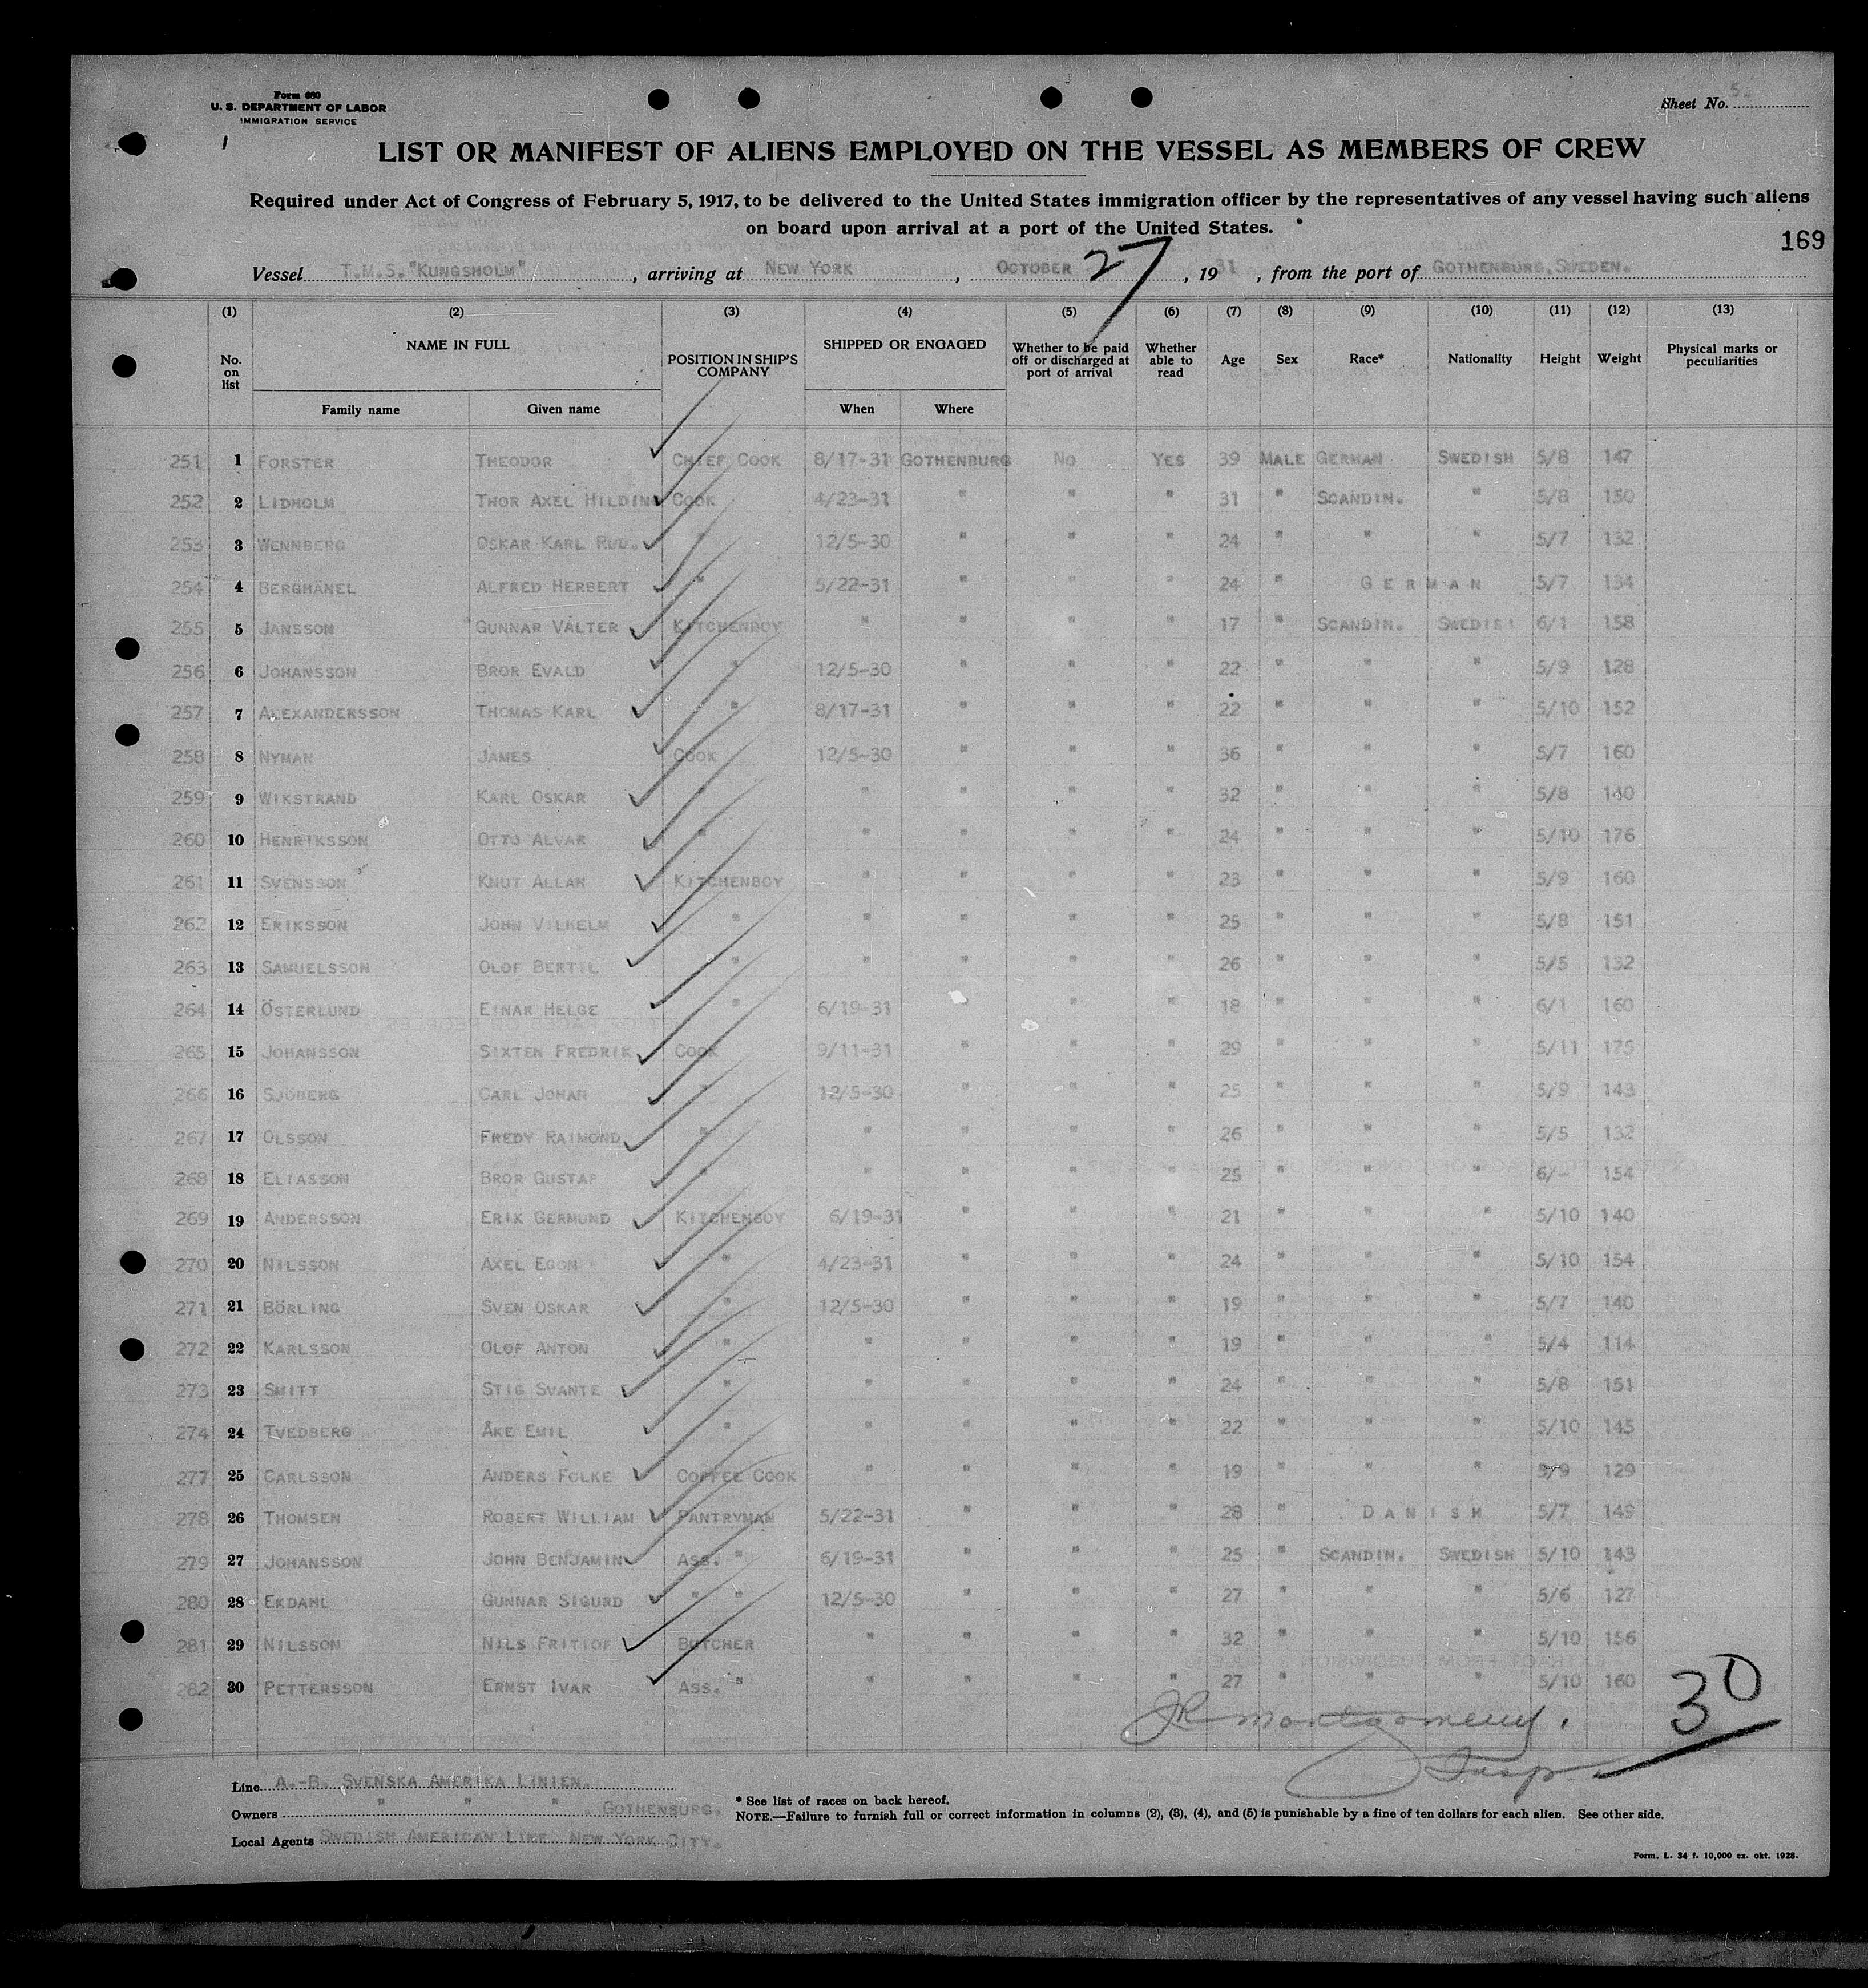 Form 680
U. S. DEPARTMENT OF LABOR
IMMIGRATION SERVICE
Sheet No. 5.
LIST OR MANIFEST OF ALIENS EMPLOYED ON THE VESSEL AS MEMBERS OF CREW
Required under Act of Congress of February 5, 1917, to be delivered to the United States immigration officer by the representatives of any vessel having such aliens
on board upon arrival at a port of the United States.
169
Vessel T.M.S. "KUNGSHOLM", arriving at NEW YORK, OCTOBER 27, 1931, from the port of GOTHENBURG, SWEDEN.
(1) (2) (3) (4) (5) (6) (7) (8) (9) (10) (11) (12) (13)
No. on list NAME IN FULL Family name Given name POSITION IN SHIP'S COMPANY SHIPPED OR ENGAGED When Where Whether to be paid off or discharged at port of arrival Whether able to read Age Sex Race* Nationality Height Weight Physical marks or peculiarities
251 1 FORSTER THEODOR CHIEF COOK 8/17-31 GOTHENBURG NO YES 39 MALE GERMAN SWEDISH 5/8 147
252 2 LIDHOLM THOR AXEL HILDING COOK 4/23-31 " " " 31 " SCANDIN. " 5/8 150
253 3 WENNBERG OSKAR KARL RUD. " 12/5-30 " " " 24 " " " 5/7 132
254 4 BERGHÄNEL ALFRED HERBERT " 5/22-31 " " " 24 " GERMAN 5/7 134
255 5 JANSSON GUNNAR VALTER KITCHENBOY " " " " 17 " SCANDIN. SWEDISH 6/1 158
256 6 JOHANSSON BROR EVALD " 12/5-30 " " " 22 " " " 5/9 128
257 7 ALEXANDERSSON THOMAS KARL " 8/17-31 " " " 22 " " " 5/10 152
258 8 NYMAN JAMES COOK 12/5-30 " " " 36 " " " 5/7 160
259 9 WIKSTRAND KARL OSKAR " " " " " 32 " " " 5/8 140
260 10 HENRIKSSON OTTO ALVAR " " " " " 24 " " " 5/10 176
261 11 SVENSSON KNUT ALLAN KITCHENBOY " " " " 23 " " " 5/9 160
262 12 ERIKSSON JOHN VILHELM " " " " " 25 " " " 5/8 151
263 13 SAMUELSSON OLOF BERTIL " " " " " 26 " " " 5/5 132
264 14 ÖSTERLUND EINAR HELGE " 6/19-31 " " 18 " " " 6/1 160
265 15 JOHANSSON SIXTEN FREDRIK COOK 9/11-31 " " " 29 " " " 5/11 175
266 16 SJÖBERG CARL JOHAN " 12/5-30 " " " 25 " " " 5/9 143
267 17 OLSSON FREDY RAIMOND " " " " " 26 " " " 5/5 132
268 18 ELIASSON BROR GUSTAF " " " " " 25 " " " 6/- 154
269 19 ANDERSSON ERIK GERMUND KITCHENBOY 6/19-31 " " " 21 " " " 5/10 140
270 20 NILSSON AXEL EGON " 4/23-31 " " " 24 " " " 5/10 154
271 21 BÖRLING SVEN OSKAR " 12/5-30 " " " 19 " " " 5/7 140
272 22 KARLSSON OLOF ANTON " " " " " 19 " " " 5/4 114
273 23 SMITT STIG SVANTE " " " " " 24 " " " 5/8 151
274 24 TVEDBERG ÅKE EMIL " " " " " 22 " " " 5/10 145
277 25 CARLSSON ANDERS FOLKE COFFEE COOK " " " " 19 " " " 5/9 129
278 26 THOMSEN ROBERT WILLIAM PANTRYMAN 5/22-31 " " " 28 " DANISH 5/7 149
279 27 JOHANSSON JOHN BENJAMIN ASS. " 6/19-31 " " " 25 " SCANDIN. SWEDISH 5/10 143
280 28 EKDAHL GUNNAR SIGURD " " 12/5-30 " " " 27 " " " 5/6 127
281 29 NILSSON NILS FRITIOF BUTCHER " " " " 32 " " " 5/10 156
282 30 PETTERSSON ERNST IVAR ASS. " " " " " 27 " " " 5/10 160
JR Montgomery.
Insp
30
Line A.-B. SVENSKA AMERIKA LINIEN.
Owners " " " GOTHENBURG.
Local Agents SWEDISH AMERICAN LINE. NEW YORK CITY.
* See list of races on back hereof.
NOTE.—Failure to furnish full or correct information in columns (2), (3), (4), and (5) is punishable by a fine of ten dollars for each alien. See other side.
Form. L. 34 f. 10,000 ex. okt. 1928.